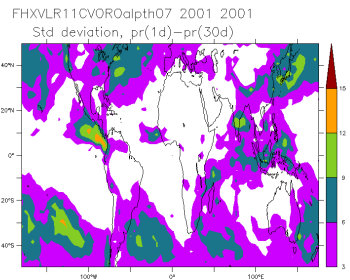 FHXVLR11CVOROalpth07 2001 2001
Std deviation, pr(1d)-pr(30d)
40°N
20°N
0°
20°S
40°S
100°W
0°
100°E
15
12
9
6
3